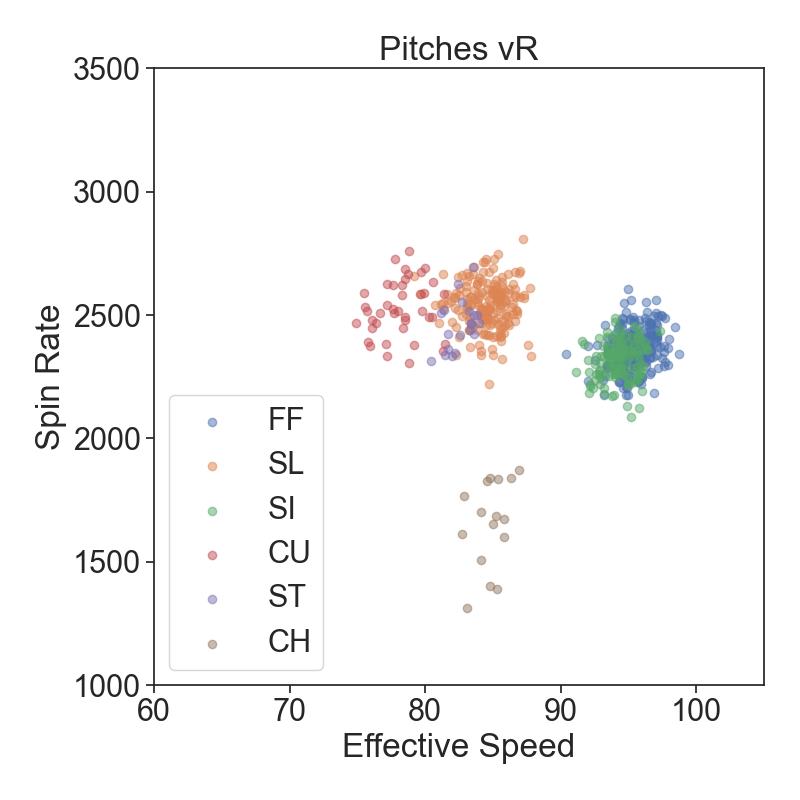 Pitches vR
3500
3000
2500
2000
1500
1000
Spin Rate
FF
SL
SI
CU
ST
CH
60 70 80 90 100
Effective Speed